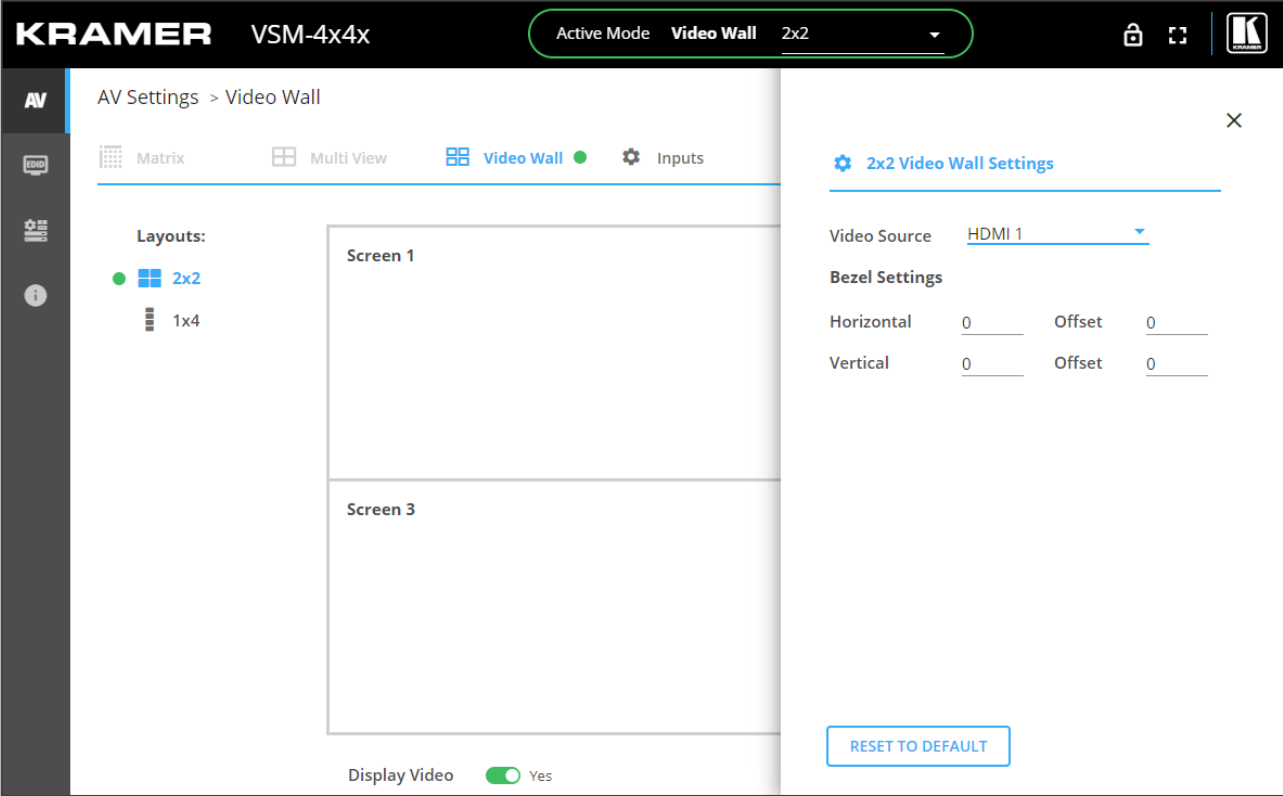 KRAMER VSM-4x4x Active Mode Video Wall 2x2 KRAMER
AV AV Settings > Video Wall
EDID Matrix Multi View Video Wall Inputs
2x2 Video Wall Settings
Layouts:
2x2
1x4
Screen 1
Screen 3
Display Video Yes
Video Source HDMI 1
Bezel Settings
Horizontal 0 Offset 0
Vertical 0 Offset 0
RESET TO DEFAULT